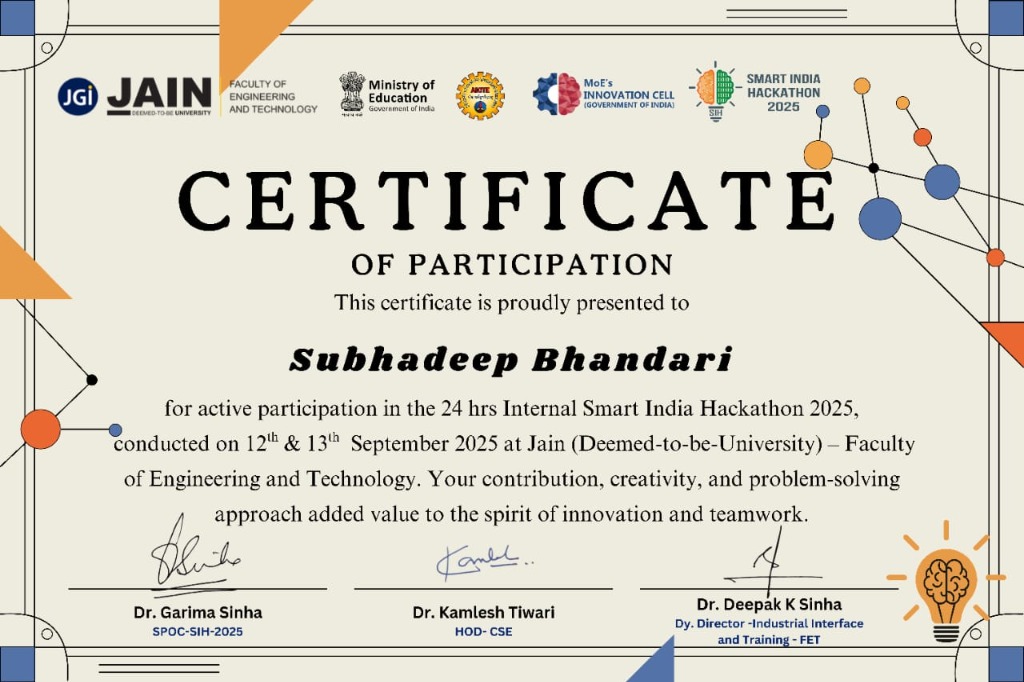 JGi JAIN DEEMED-TO-BE UNIVERSITY
FACULTY OF
ENGINEERING
AND TECHNOLOGY
Ministry of
Education
Government of India
AICTE
MoE's
INNOVATION CELL
(GOVERNMENT OF INDIA)
SIH
SMART INDIA
HACKATHON
2025
CERTIFICATE
OF PARTICIPATION
This certificate is proudly presented to
Subhadeep Bhandari
for active participation in the 24 hrs Internal Smart India Hackathon 2025,
conducted on 12th & 13th September 2025 at Jain (Deemed-to-be-University) – Faculty
of Engineering and Technology. Your contribution, creativity, and problem-solving
approach added value to the spirit of innovation and teamwork.
Dr. Garima Sinha
SPOC-SIH-2025
Dr. Kamlesh Tiwari
HOD- CSE
Dr. Deepak K Sinha
Dy. Director -Industrial Interface
and Training - FET